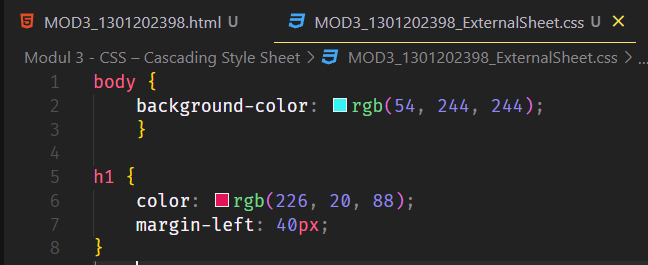 MOD3_1301202398.html U MOD3_1301202398_ExternalSheet.css U ×
Modul 3 - CSS – Cascading Style Sheet > MOD3_1301202398_ExternalSheet.css > ...
1 body {
2 background-color: rgb(54, 244, 244);
3 }
4
5 h1 {
6 color: rgb(226, 20, 88);
7 margin-left: 40px;
8 }